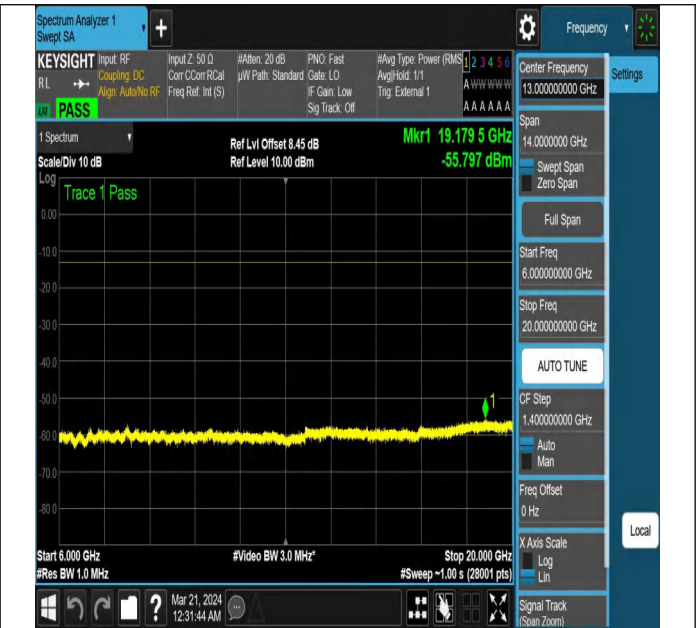 Spectrum Analyzer 1
Swept SA
+
Frequency
KEYSIGHT
RL
PASS
Input: RF
Coupling: DC
Align: Auto/No RF
Input Z: 50 Ω
Corr CCorr RCal
Freq Ref: Int (S)
#Atten: 20 dB
µW Path: Standard
PNO: Fast
Gate: LO
IF Gain: Low
Sig Track: Off
#Avg Type: Power (RMS
Avg|Hold: 1/1
Trig: External 1
1 2 3 4 5 6
A W W W W W
A A A A A A
1 Spectrum
Scale/Div 10 dB
Ref Lvl Offset 8.45 dB
Ref Level 10.00 dBm
Mkr1 19.179 5 GHz
-55.797 dBm
Log
Trace 1 Pass
0.00
-10.0
-20.0
-30.0
-40.0
-50.0
-60.0
-70.0
-80.0
1
Start 6.000 GHz
#Res BW 1.0 MHz
#Video BW 3.0 MHz*
Stop 20.000 GHz
#Sweep ~1.00 s (28001 pts)
?
Mar 21, 2024
12:31:44 AM
Center Frequency
13.000000000 GHz
Settings
Span
14.0000000 GHz
Swept Span
Zero Span
Full Span
Start Freq
6.000000000 GHz
Stop Freq
20.000000000 GHz
AUTO TUNE
CF Step
1.400000000 GHz
Auto
Man
Freq Offset
0 Hz
X Axis Scale
Log
Lin
Local
Signal Track
(Span Zoom)